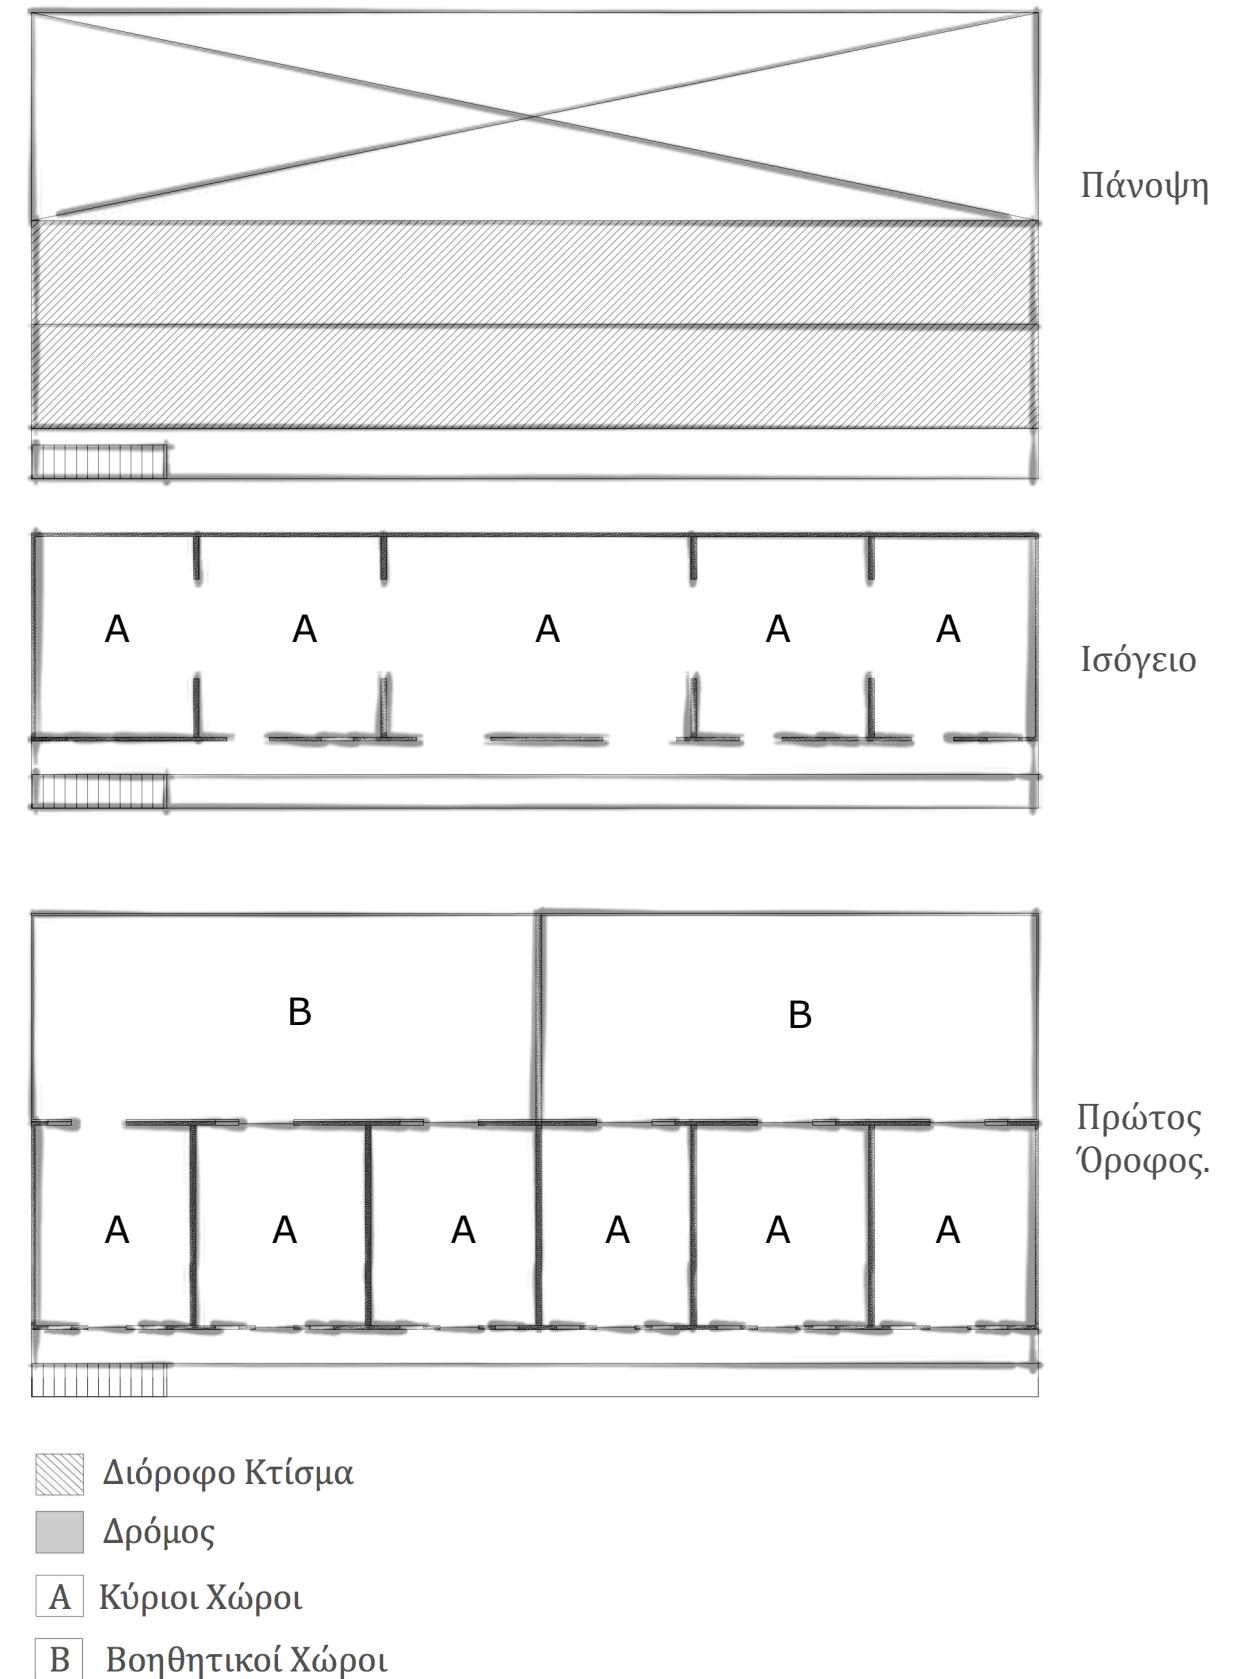 Πάνοψη
A A A A A
Ισόγειο
B B
Πρώτος
Όροφος.
A A A A A A
Διόροφο Κτίσμα
Δρόμος
A Κύριοι Χώροι
B Βοηθητικοί Χώροι